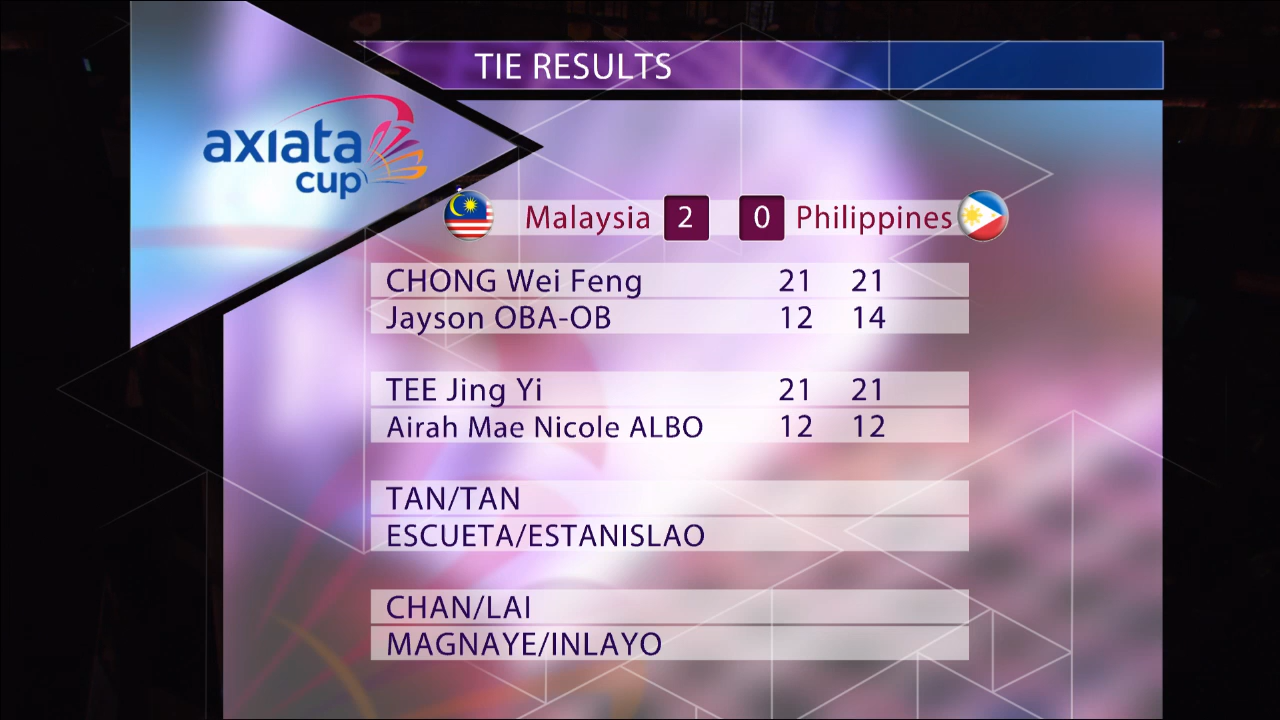 TIE RESULTS
axiata
cup
Malaysia 2 0 Philippines
CHONG Wei Feng 21 21
Jayson OBA-OB 12 14
TEE Jing Yi 21 21
Airah Mae Nicole ALBO 12 12
TAN/TAN
ESCUETA/ESTANISLAO
CHAN/LAI
MAGNAYE/INLAYO